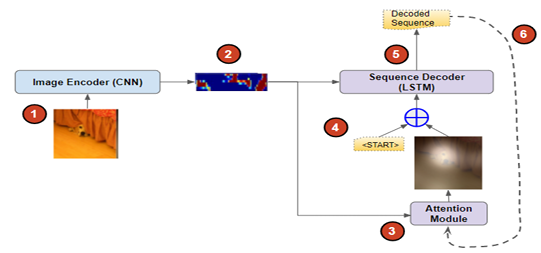 Decoded
Sequence
6
5
2
Image Encoder (CNN)
Sequence Decoder
(LSTM)
1
4
<START>
Attention
Module
3